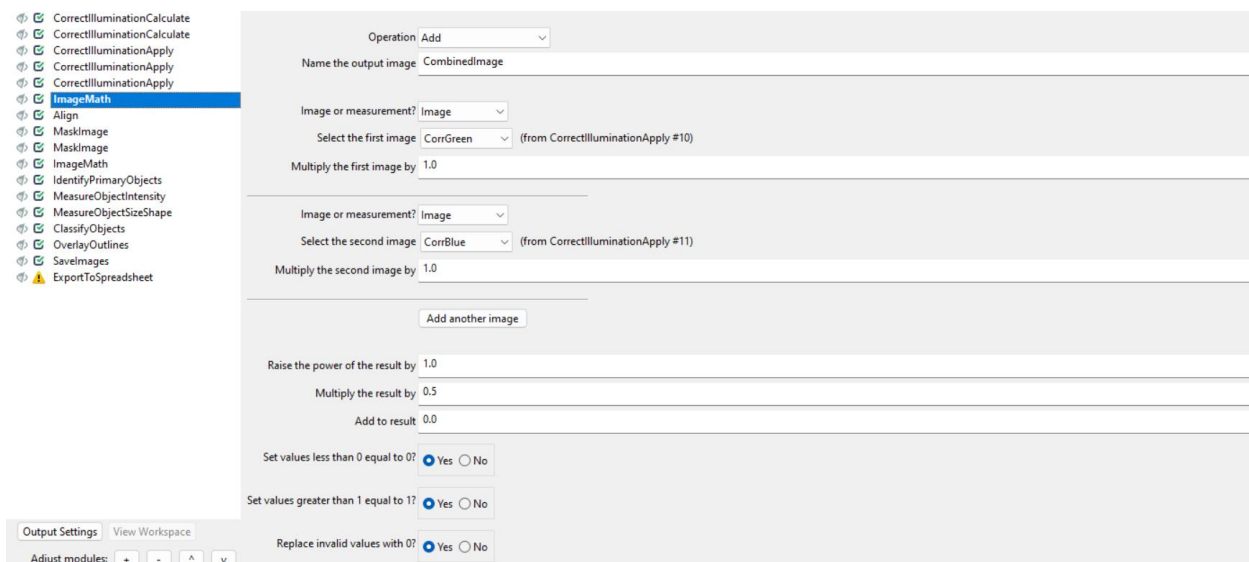 CorrectIlluminationCalculate
CorrectIlluminationCalculate
CorrectIlluminationApply
CorrectIlluminationApply
CorrectIlluminationApply
ImageMath
Align
MaskImage
MaskImage
ImageMath
IdentifyPrimaryObjects
MeasureObjectIntensity
MeasureObjectSizeShape
ClassifyObjects
OverlayOutlines
SaveImages
ExportToSpreadsheet
Output Settings View Workspace
Adjust modules: + - ^ v
Operation Add
Name the output image CombinedImage
Image or measurement? Image
Select the first image CorrGreen (from CorrectIlluminationApply #10)
Multiply the first image by 1.0
Image or measurement? Image
Select the second image CorrBlue (from CorrectIlluminationApply #11)
Multiply the second image by 1.0
Add another image
Raise the power of the result by 1.0
Multiply the result by 0.5
Add to result 0.0
Set values less than 0 equal to 0? Yes No
Set values greater than 1 equal to 1? Yes No
Replace invalid values with 0? Yes No